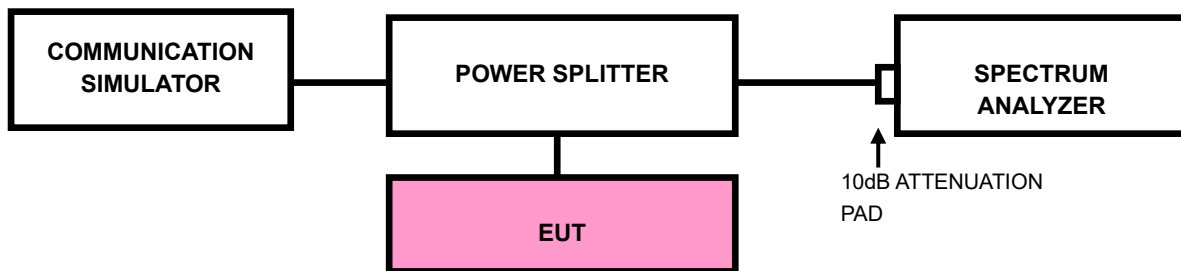 COMMUNICATION
SIMULATOR
POWER SPLITTER
SPECTRUM
ANALYZER
10dB ATTENUATION
PAD
EUT